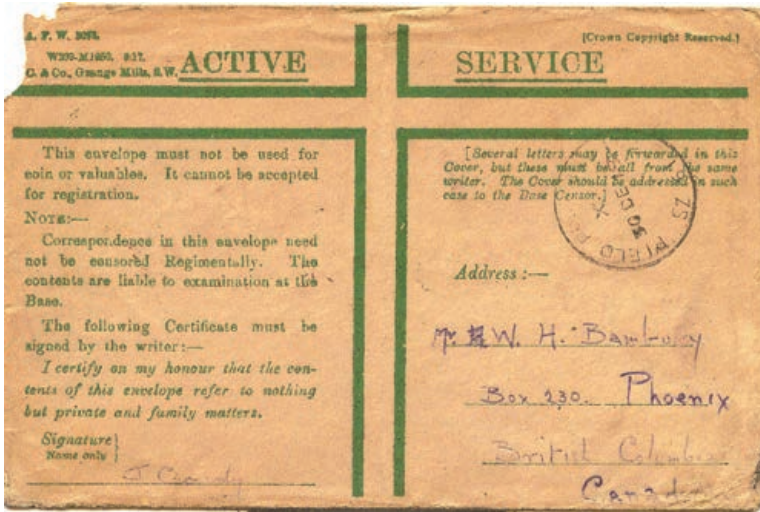 A. F. W. 3078.
[Crown Copyright Reserved.]
C. & Co., Grange Mills, S.W.
ACTIVE SERVICE
This envelope must not be used for
coin or valuables. It cannot be accepted
for registration.
NOTE:—
Correspondence in this envelope need
not be censored Regimentally. The
contents are liable to examination at the
Base.
The following Certificate must be
signed by the writer:—
I certify on my honour that the con-
tents of this envelope refer to nothing
but private and family matters.
Signature}
Name only}
[Several letters may be forwarded in this
Cover, but these must be all from the same
writer. The Cover should be addressed in such
case to the Base Censor.]
FIELD
30 DE
Address:—
W. H. Bambury
Box 230. Phoenix
British Columbia
Canada